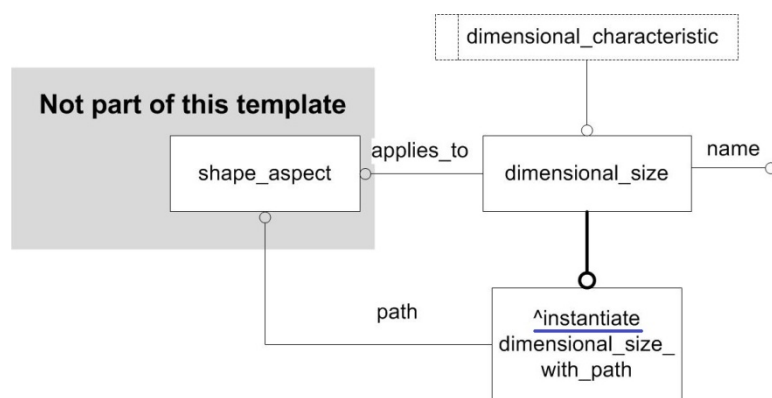 dimensional_characteristic
Not part of this template
applies_to
name
shape_aspect
dimensional_size
path
^instantiate
dimensional_size_
with_path